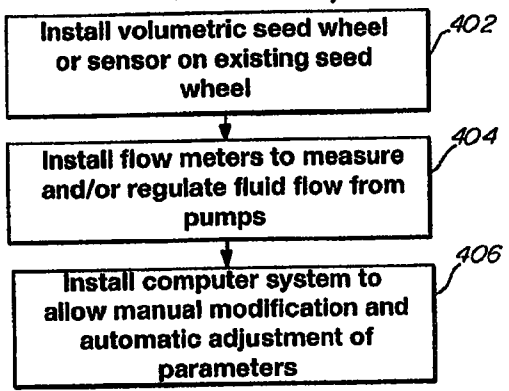 Install volumetric seed wheel
or sensor on existing seed
wheel
402
Install flow meters to measure
and/or regulate fluid flow from
pumps
404
Install computer system to
allow manual modification and
automatic adjustment of
parameters
406